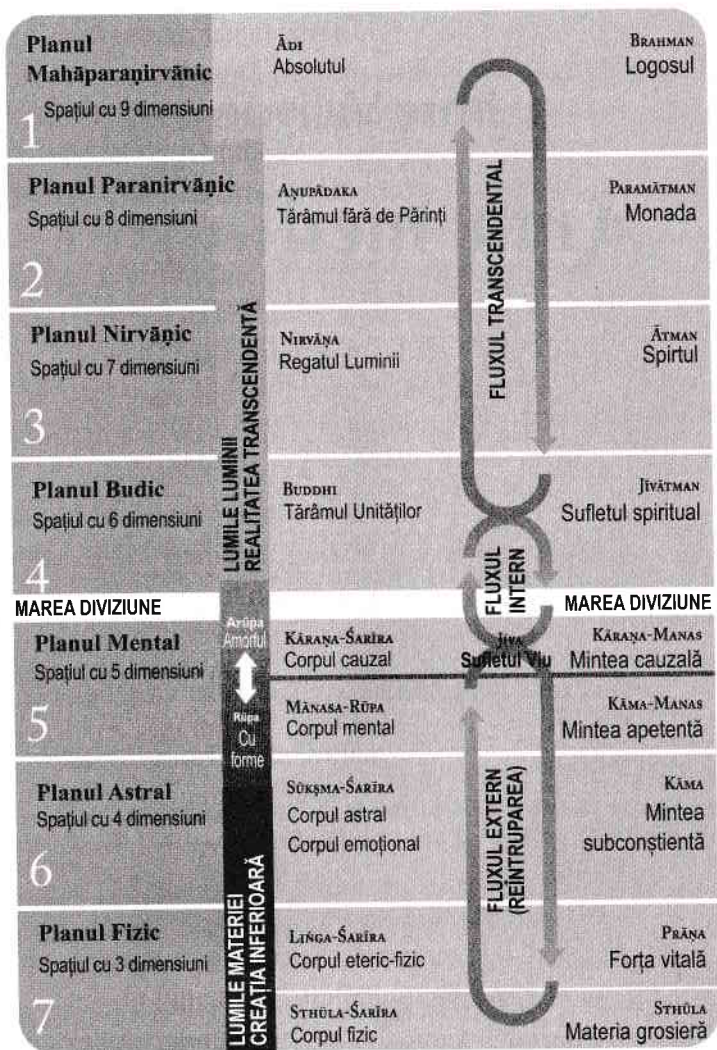 Planul
Mahāparaṇirvāṇic
Spațiul cu 9 dimensiuni
1
ĀDI
Absolutul
BRAHMAN
Logosul
Planul Paranirvāṇic
Spațiul cu 8 dimensiuni
2
AṆUPĀDAKA
Tărâmul fără de Părinți
PARAMĀTMAN
Monada
Planul Nirvāṇic
Spațiul cu 7 dimensiuni
3
NIRVĀṆA
Regatul Luminii
ĀTMAN
Spirtul
LUMILE LUMINII
REALITATEA TRANSCENDENTĂ
FLUXUL TRANSCENDENTAL
Planul Budic
Spațiul cu 6 dimensiuni
4
BUDDHI
Tărâmul Unităților
JĪVĀTMAN
Sufletul spiritual
FLUXUL
INTERN
MAREA DIVIZIUNE
MAREA DIVIZIUNE
Planul Mental
Spațiul cu 5 dimensiuni
5
Arūpa
Amorful
Rūpa
Cu
forme
KĀRAṆA-ŚARĪRA
Corpul cauzal
JĪVA
Sufletul Viu
KĀRAṆA-MANAS
Mintea cauzală
MĀNASA-RŪPA
Corpul mental
KĀMA-MANAS
Mintea apetentă
Planul Astral
Spațiul cu 4 dimensiuni
6
SŪKṢMA-ŚARĪRA
Corpul astral
Corpul emoțional
KĀMA
Mintea
subconștientă
FLUXUL EXTERN
(REÎNTRUPAREA)
LUMILE MATERIEI
CREAȚIA INFERIOARĂ
Planul Fizic
Spațiul cu 3 dimensiuni
7
LIṄGA-ŚARĪRA
Corpul eteric-fizic
PRĀṆA
Forța vitală
STHŪLA-ŚARĪRA
Corpul fizic
STHŪLA
Materia grosieră